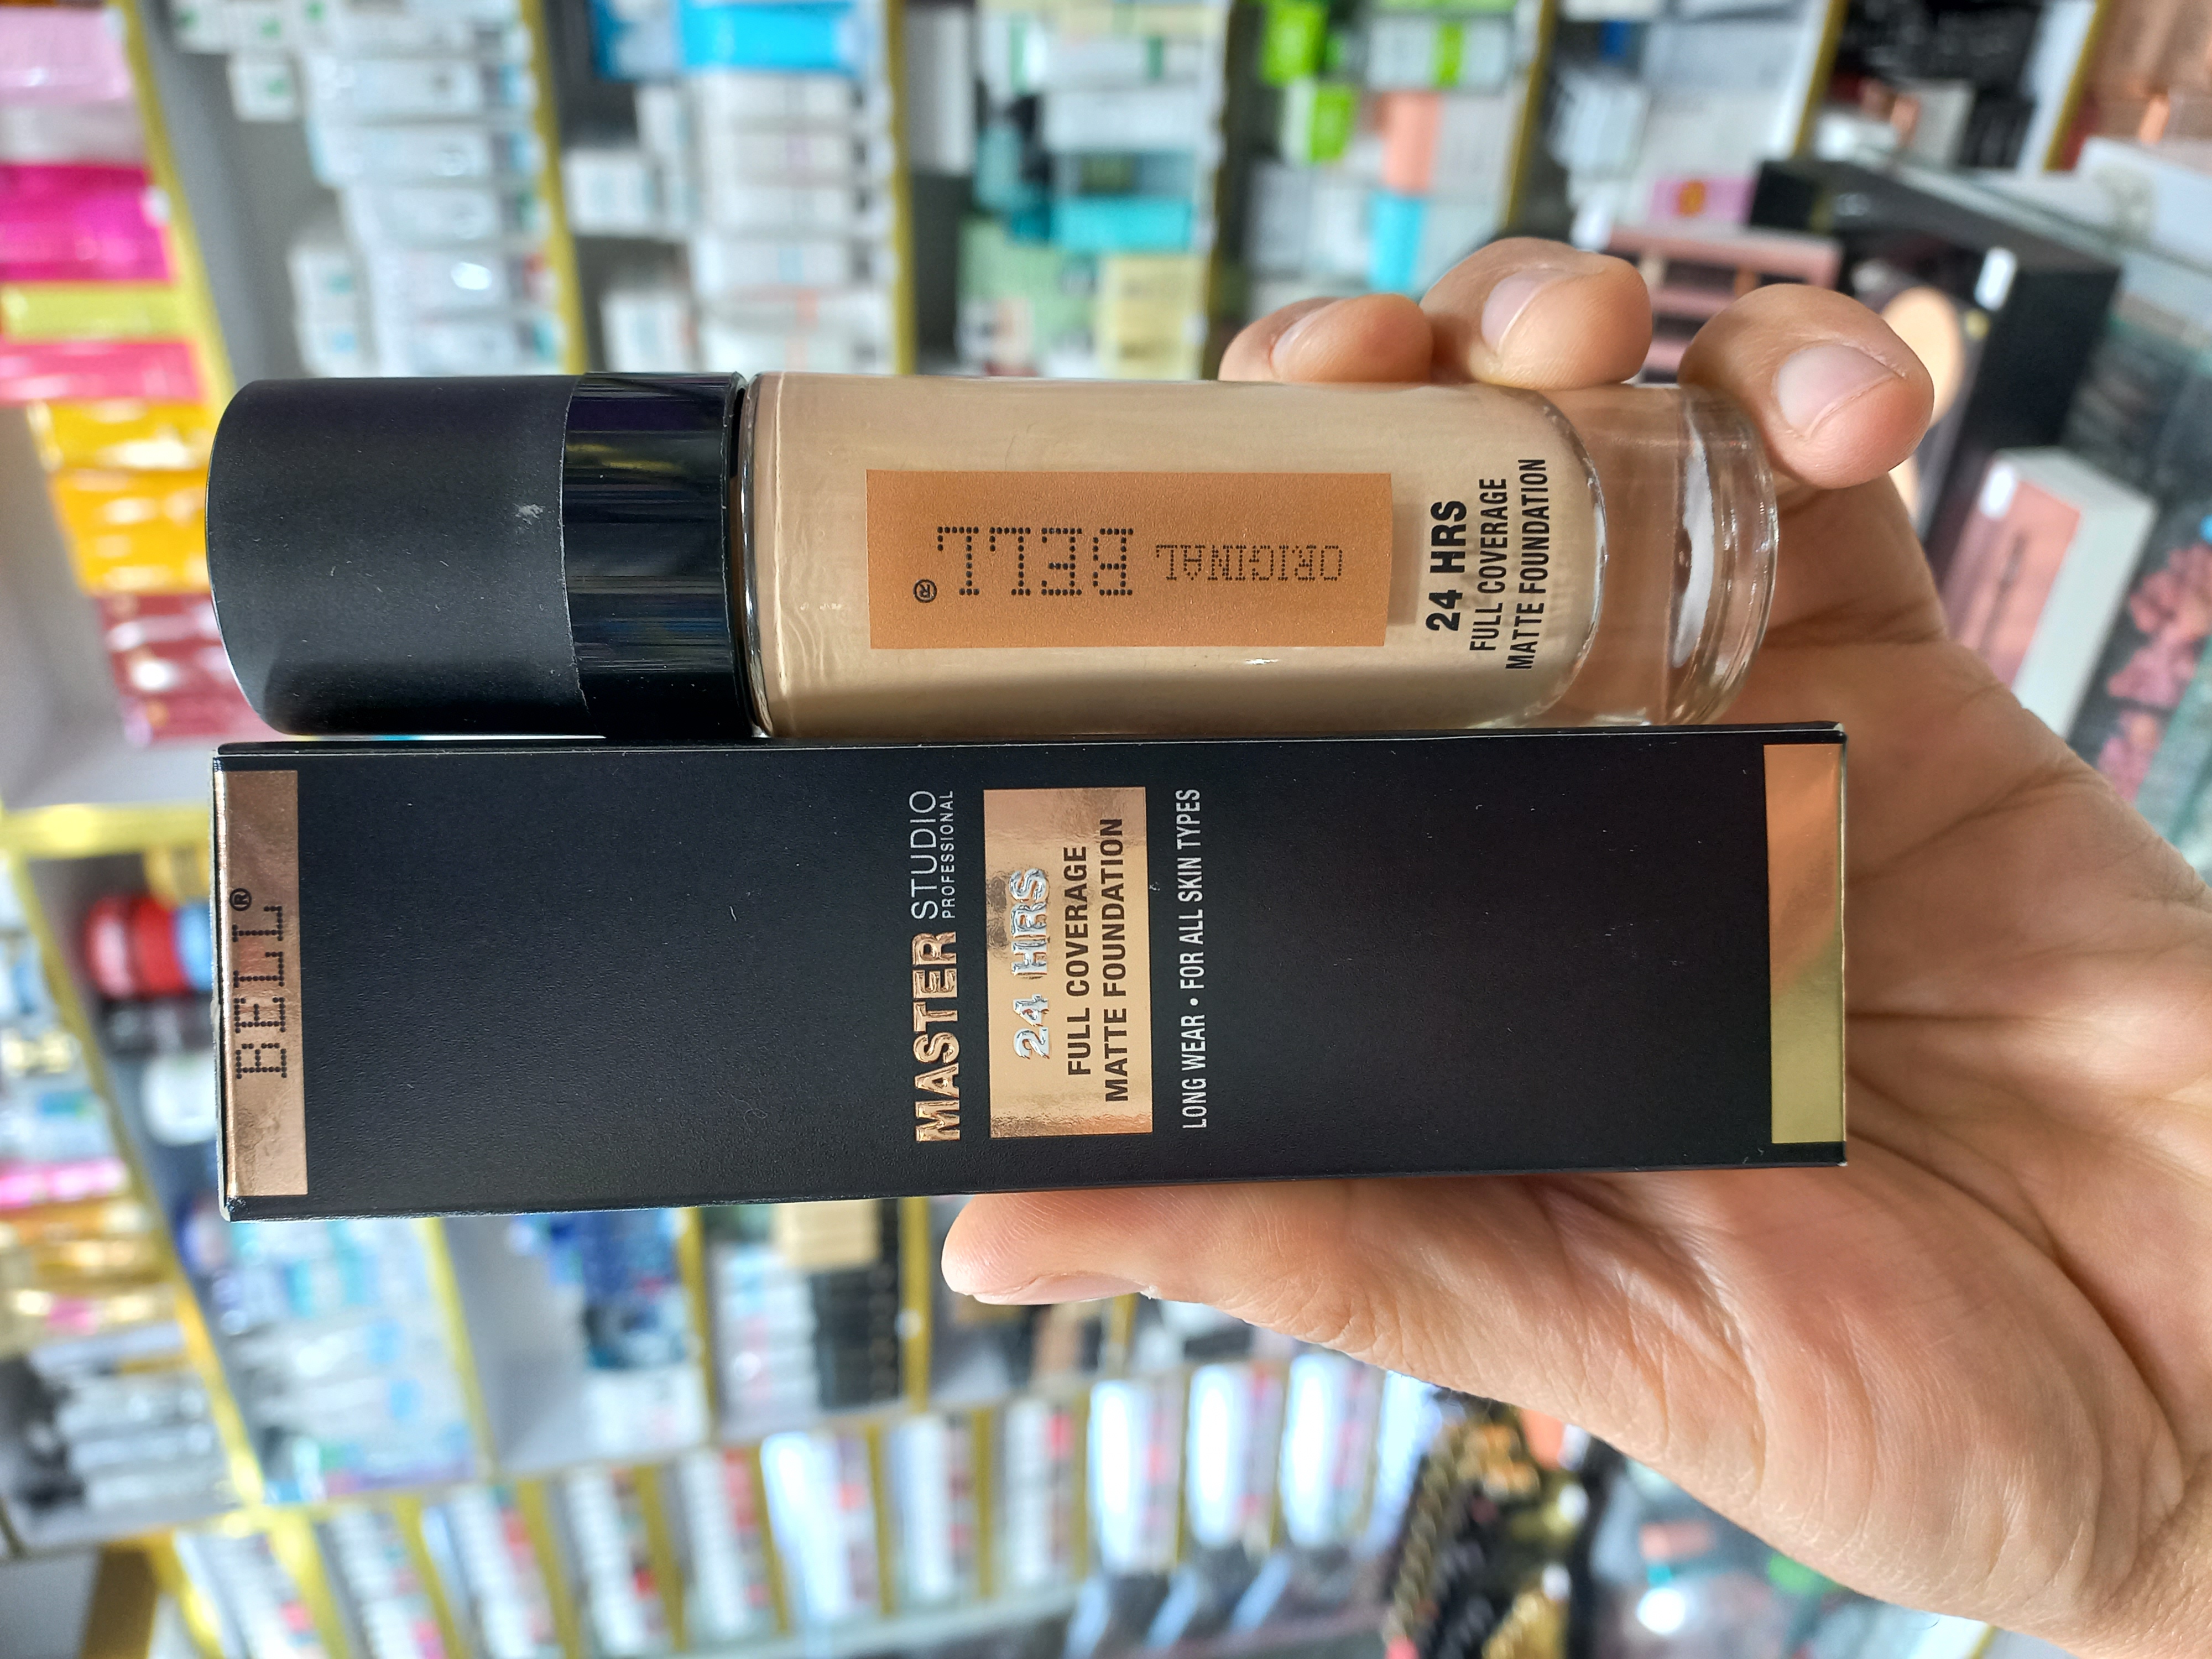 ORIGINAL
BELL®
24 HRS
FULL COVERAGE
MATTE FOUNDATION
BELL®
MASTER STUDIO
PROFESSIONAL
24 HRS
FULL COVERAGE
MATTE FOUNDATION
LONG WEAR • FOR ALL SKIN TYPES